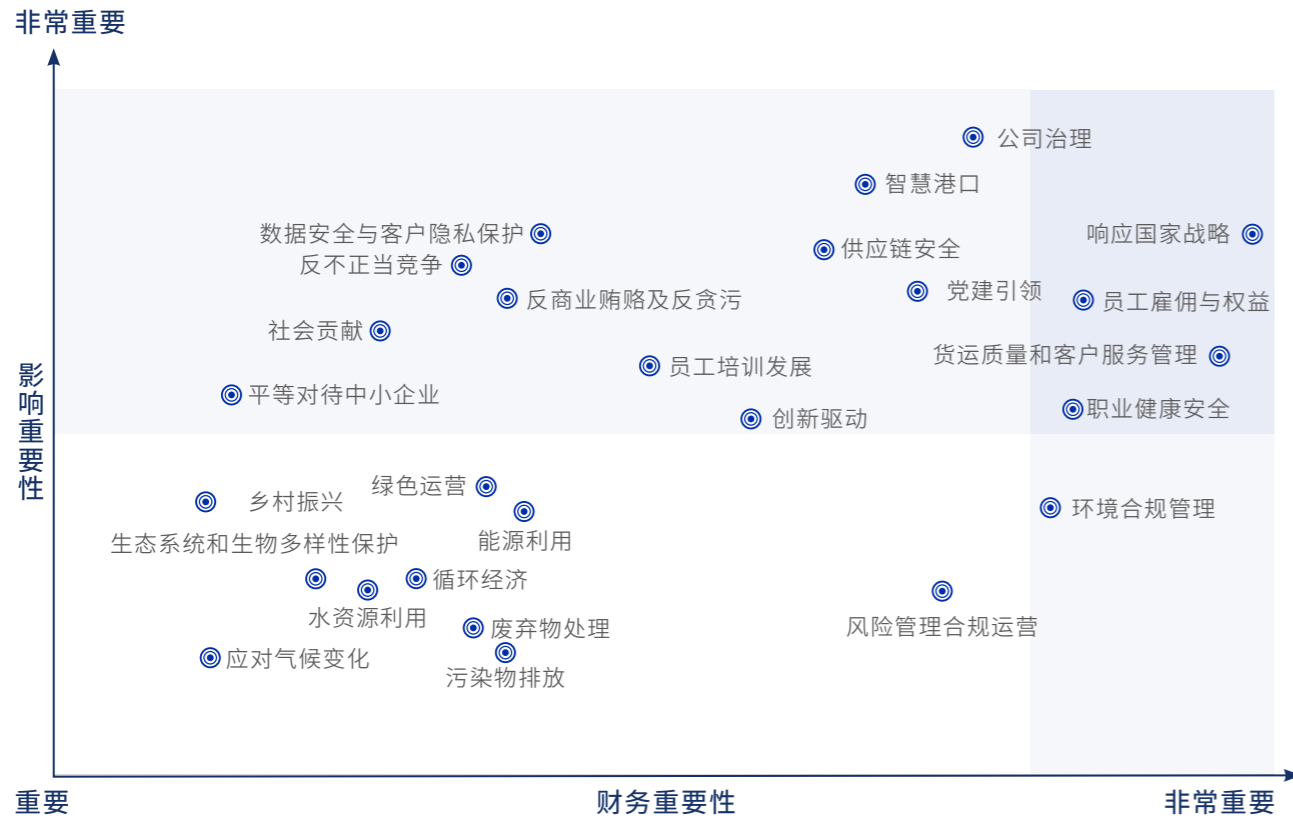 非常重要
公司治理
智慧港口
数据安全与客户隐私保护
响应国家战略
供应链安全
反不正当竞争
党建引领
反商业贿赂及反贪污
员工雇佣与权益
社会贡献
货运质量和客户服务管理
员工培训发展
平等对待中小企业
职业健康安全
创新驱动
影响重要性
绿色运营
乡村振兴
环境合规管理
能源利用
生态系统和生物多样性保护
循环经济
水资源利用
风险管理合规运营
废弃物处理
应对气候变化
污染物排放
重要
财务重要性
非常重要